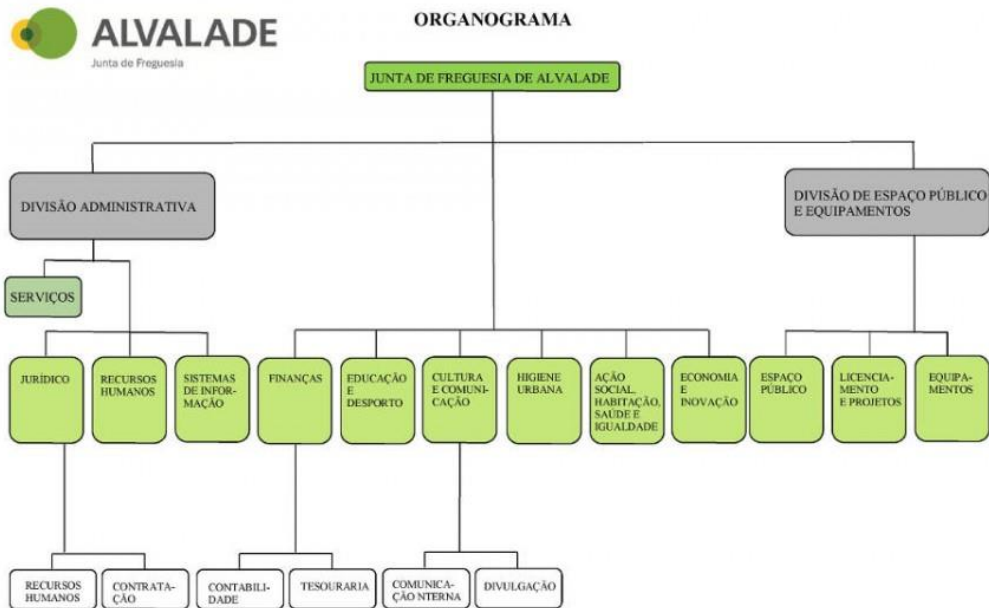 ALVALADE
Junta de Freguesia
ORGANOGRAMA
JUNTA DE FREGUESIA DE ALVALADE
DIVISÃO ADMINISTRATIVA
DIVISÃO DE ESPAÇO PÚBLICO
E EQUIPAMENTOS
SERVIÇOS
JURÍDICO
RECURSOS
HUMANOS
SISTEMAS
DE INFOR-
MAÇÃO
FINANÇAS
EDUCAÇÃO
E
DESPORTO
CULTURA
E COMUNI-
CAÇÃO
HIGIENE
URBANA
AÇÃO
SOCIAL,
HABITAÇÃO,
SAÚDE E
IGUALDADE
ECONOMIA
E
INOVAÇÃO
ESPAÇO
PÚBLICO
LICENCIA-
MENTO
E PROJETOS
EQUIPA-
MENTOS
RECURSOS
HUMANOS
CONTRATA-
ÇÃO
CONTABILI-
DADE
TESOURARIA
COMUNICA-
ÇÃO NTERNA
DIVULGAÇÃO